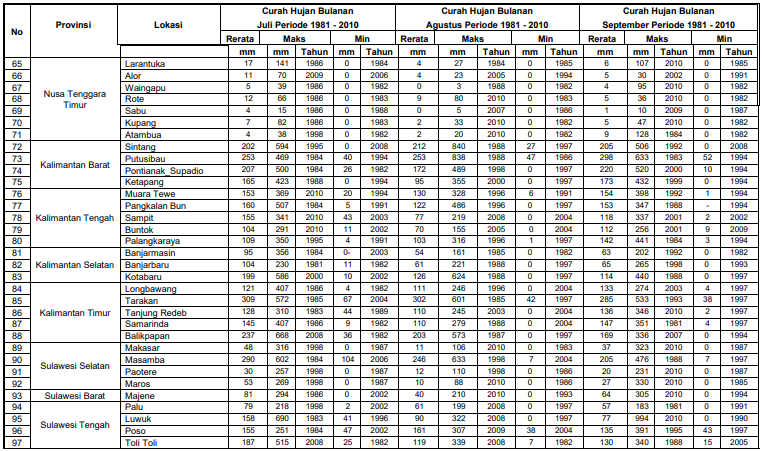 No Provinsi Lokasi Curah Hujan Bulanan Juli Periode 1981 - 2010 Curah Hujan Bulanan Agustus Periode 1981 - 2010 Curah Hujan Bulanan September Periode 1981 - 2010
Rerata Maks Min Rerata Maks Min Rerata Maks Min
mm mm Tahun mm Tahun mm mm Tahun mm Tahun mm mm Tahun mm Tahun
65 Nusa Tenggara Timur Larantuka 17 141 1986 0 1984 4 27 1984 0 1985 6 107 2010 0 1985
66 Alor 11 70 2009 0 2006 4 23 2005 0 1994 5 30 2002 0 1991
67 Waingapu 5 39 1986 0 1982 0 3 1988 0 1982 4 95 2010 0 1982
68 Rote 12 66 1986 0 1983 9 80 2010 0 1983 5 36 2010 0 1982
69 Sabu 4 15 1986 0 1988 0 5 2007 0 1986 1 10 2009 0 1987
70 Kupang 7 82 1986 0 1983 2 33 2010 0 1982 5 47 2010 0 1982
71 Atambua 4 38 1998 0 1982 2 20 2010 0 1982 9 128 1984 0 1982
72 Kalimantan Barat Sintang 202 594 1995 0 2008 212 840 1988 27 1997 205 506 1992 0 2008
73 Putusibau 253 469 1984 40 1994 253 838 1988 47 1986 298 633 1983 52 1994
74 Pontianak_Supadio 207 500 1984 26 1982 172 489 1998 0 1997 220 520 2000 10 1994
75 Ketapang 165 423 1988 0 1994 95 355 2000 0 1997 173 432 1999 0 1994
76 Kalimantan Tengah Muara Tewe 153 369 2010 20 1994 130 328 1996 6 1991 154 398 1992 1 1994
77 Pangkalan Bun 160 507 1984 5 1991 122 486 1996 0 1997 153 347 1988 - 1994
78 Sampit 155 341 2010 43 2003 77 219 2008 0 2004 118 337 2001 2 2002
79 Buntok 104 291 2010 11 2002 70 155 2005 0 2004 112 256 2001 9 2009
80 Palangkaraya 109 350 1995 4 1991 103 316 1996 1 1997 142 441 1984 3 1994
81 Kalimantan Selatan Banjarmasin 95 356 1984 0- 2003 54 161 1985 0 1982 63 202 1992 0 1982
82 Banjarbaru 104 230 1981 11 1982 61 221 1988 0 1997 65 265 1998 0 1993
83 Kotabaru 199 586 2000 10 2002 126 624 1988 0 1997 114 440 1988 0 1997
84 Kalimantan Timur Longbawang 121 407 1986 4 1982 111 246 1996 0 2004 133 274 2003 4 1997
85 Tarakan 309 572 1985 67 2004 302 601 1985 42 1997 285 533 1993 38 1997
86 Tanjung Redeb 128 310 1983 44 1989 110 245 2003 0 2004 136 346 2010 2 1997
87 Samarinda 145 407 1986 9 1982 110 279 1988 0 2004 147 351 1981 4 1997
88 Balikpapan 237 668 2008 36 1982 203 573 1987 0 1997 169 336 2007 0 1994
89 Sulawesi Selatan Makasar 48 316 1998 0 1987 11 106 2010 0 1983 37 323 2010 0 1987
90 Masamba 290 602 1984 104 2006 246 633 1998 7 2004 205 476 1988 7 1997
91 Paotere 30 257 1998 0 1987 12 110 1998 0 1986 20 231 2010 0 1987
92 Maros 53 269 1998 0 1987 10 88 2010 0 1986 27 330 2010 0 1985
93 Sulawesi Barat Majene 81 294 1986 0 2002 40 210 2010 0 1993 64 305 2010 0 1994
94 Sulawesi Tengah Palu 79 218 1998 2 2002 61 199 2008 0 1997 57 183 1981 0 1991
95 Luwuk 158 690 1983 41 1996 90 322 2008 0 1997 77 994 2010 0 1990
96 Poso 155 251 1984 47 2002 161 307 2009 38 2004 135 391 1995 43 1997
97 Toli Toli 187 515 2008 25 1982 119 339 2008 7 1982 130 340 1988 15 2005